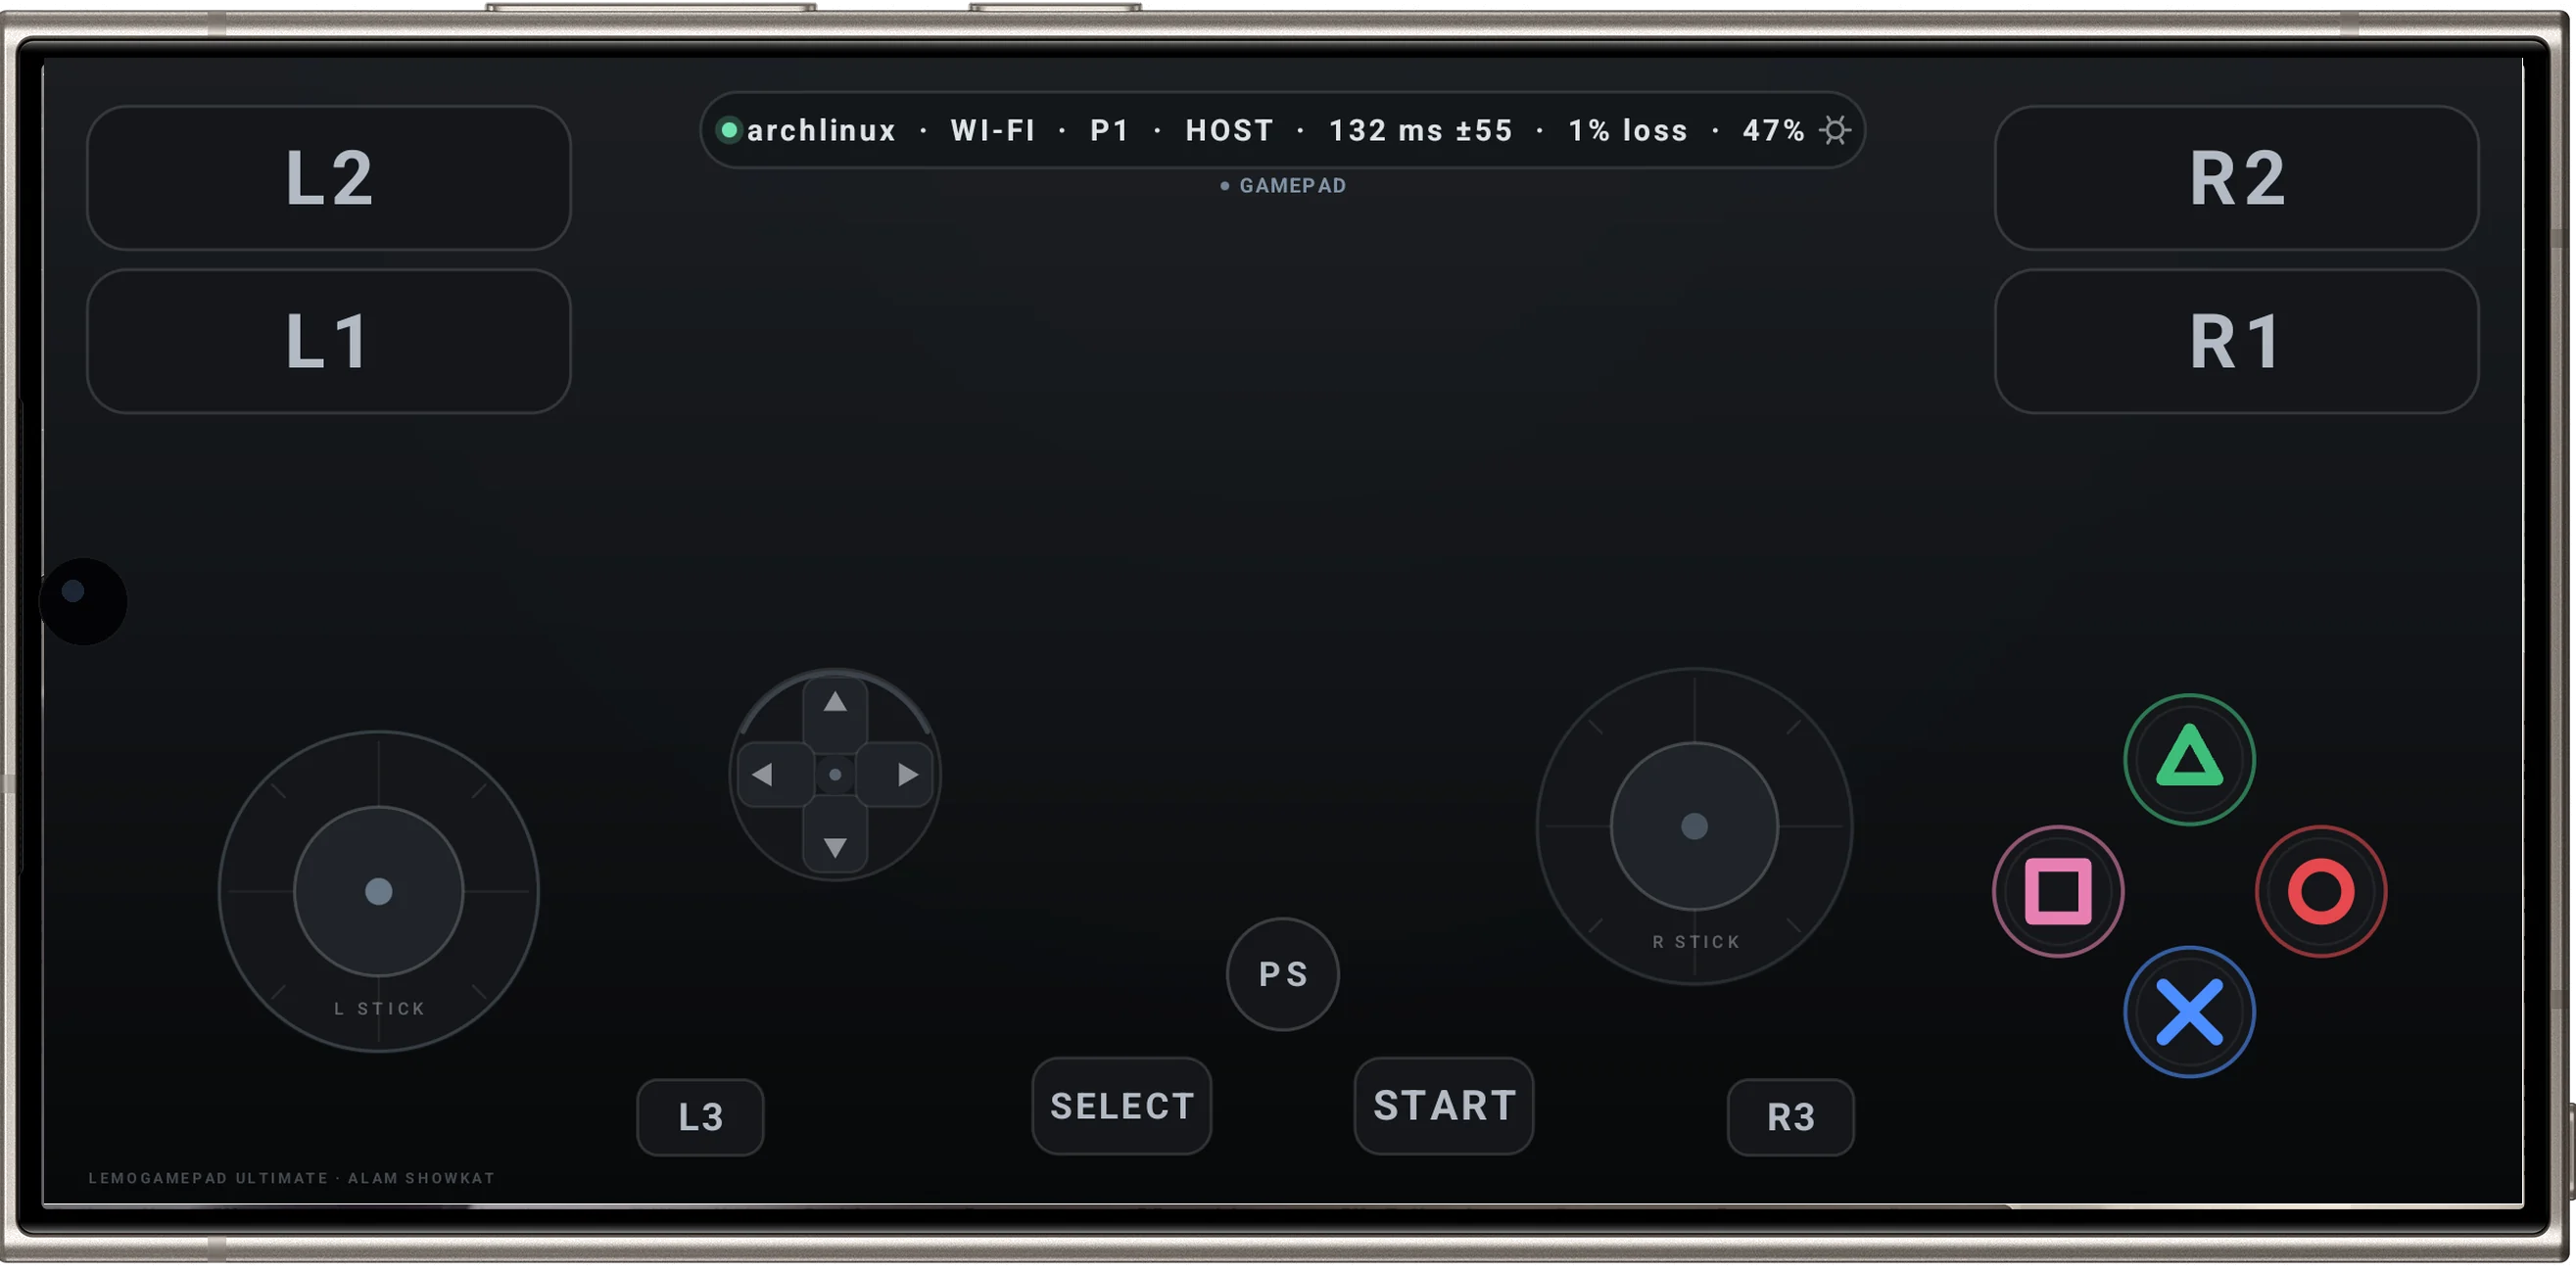 archlinux · WI-FI · P1 · HOST · 132 ms ±55 · 1% loss · 47%
• GAMEPAD
L2
R2
L1
R1
L STICK
R STICK
PS
SELECT
START
L3
R3
LEMOGAMEPAD ULTIMATE · ALAM SHOWKAT